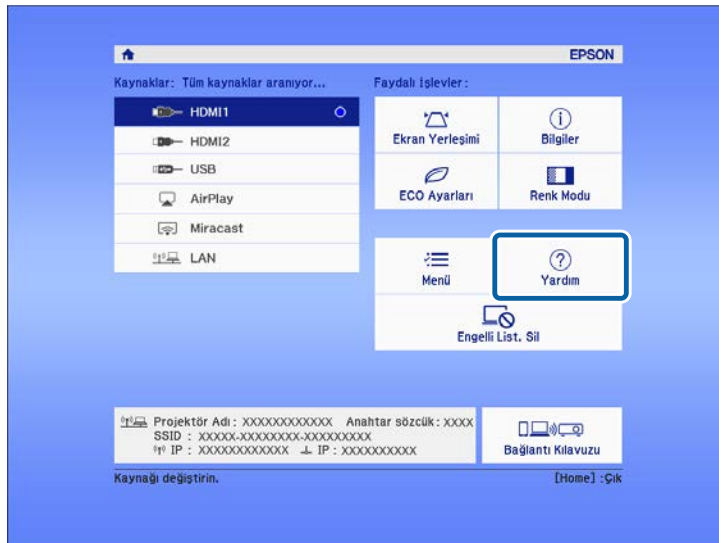 EPSON
Kaynaklar: Tüm kaynaklar aranıyor...
Faydalı İşlevler:
HDMI1
HDMI2
USB
AirPlay
Miracast
LAN
Ekran Yerleşimi
Bilgiler
ECO Ayarları
Renk Modu
Menü
Yardım
Engelli List. Sil
Projektör Adı: XXXXXXXXXXXX Anahtar sözcük: XXXX
SSID : XXXXX-XXXXXXXX-XXXXXXXXX
IP : XXXXXXXXXXXX IP : XXXXXXXXXX
Bağlantı Kılavuzu
Kaynağı değiştirin.
[Home] :Çık